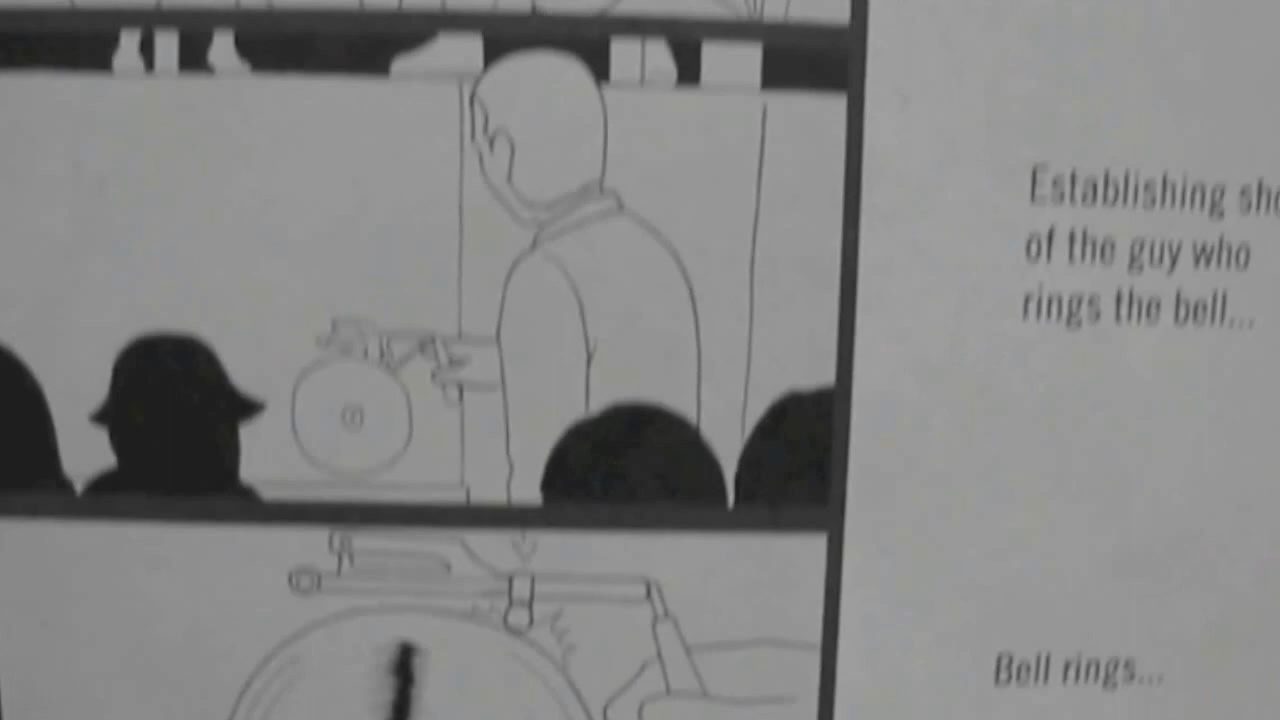 Establishing
of the guy who
rings the bell...
Bell rings...